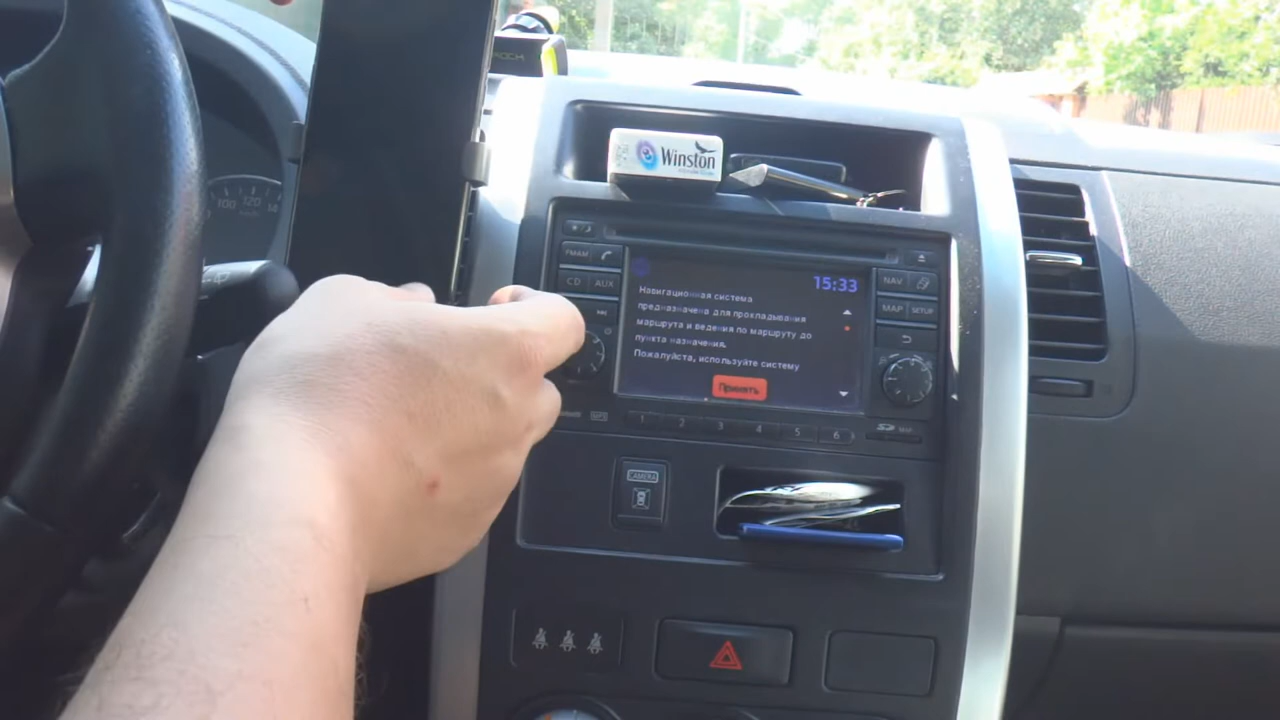 Winston
100 120
FM/AM
CD AUX
15:33
Навигационная система
предназначена для прокладывания
маршрута и ведения по маршруту до
пункта назначения.
Пожалуйста, используйте систему
Принять
NAV
MAP SETUP
MP3
1 2 3 4 5 6
CAMERA